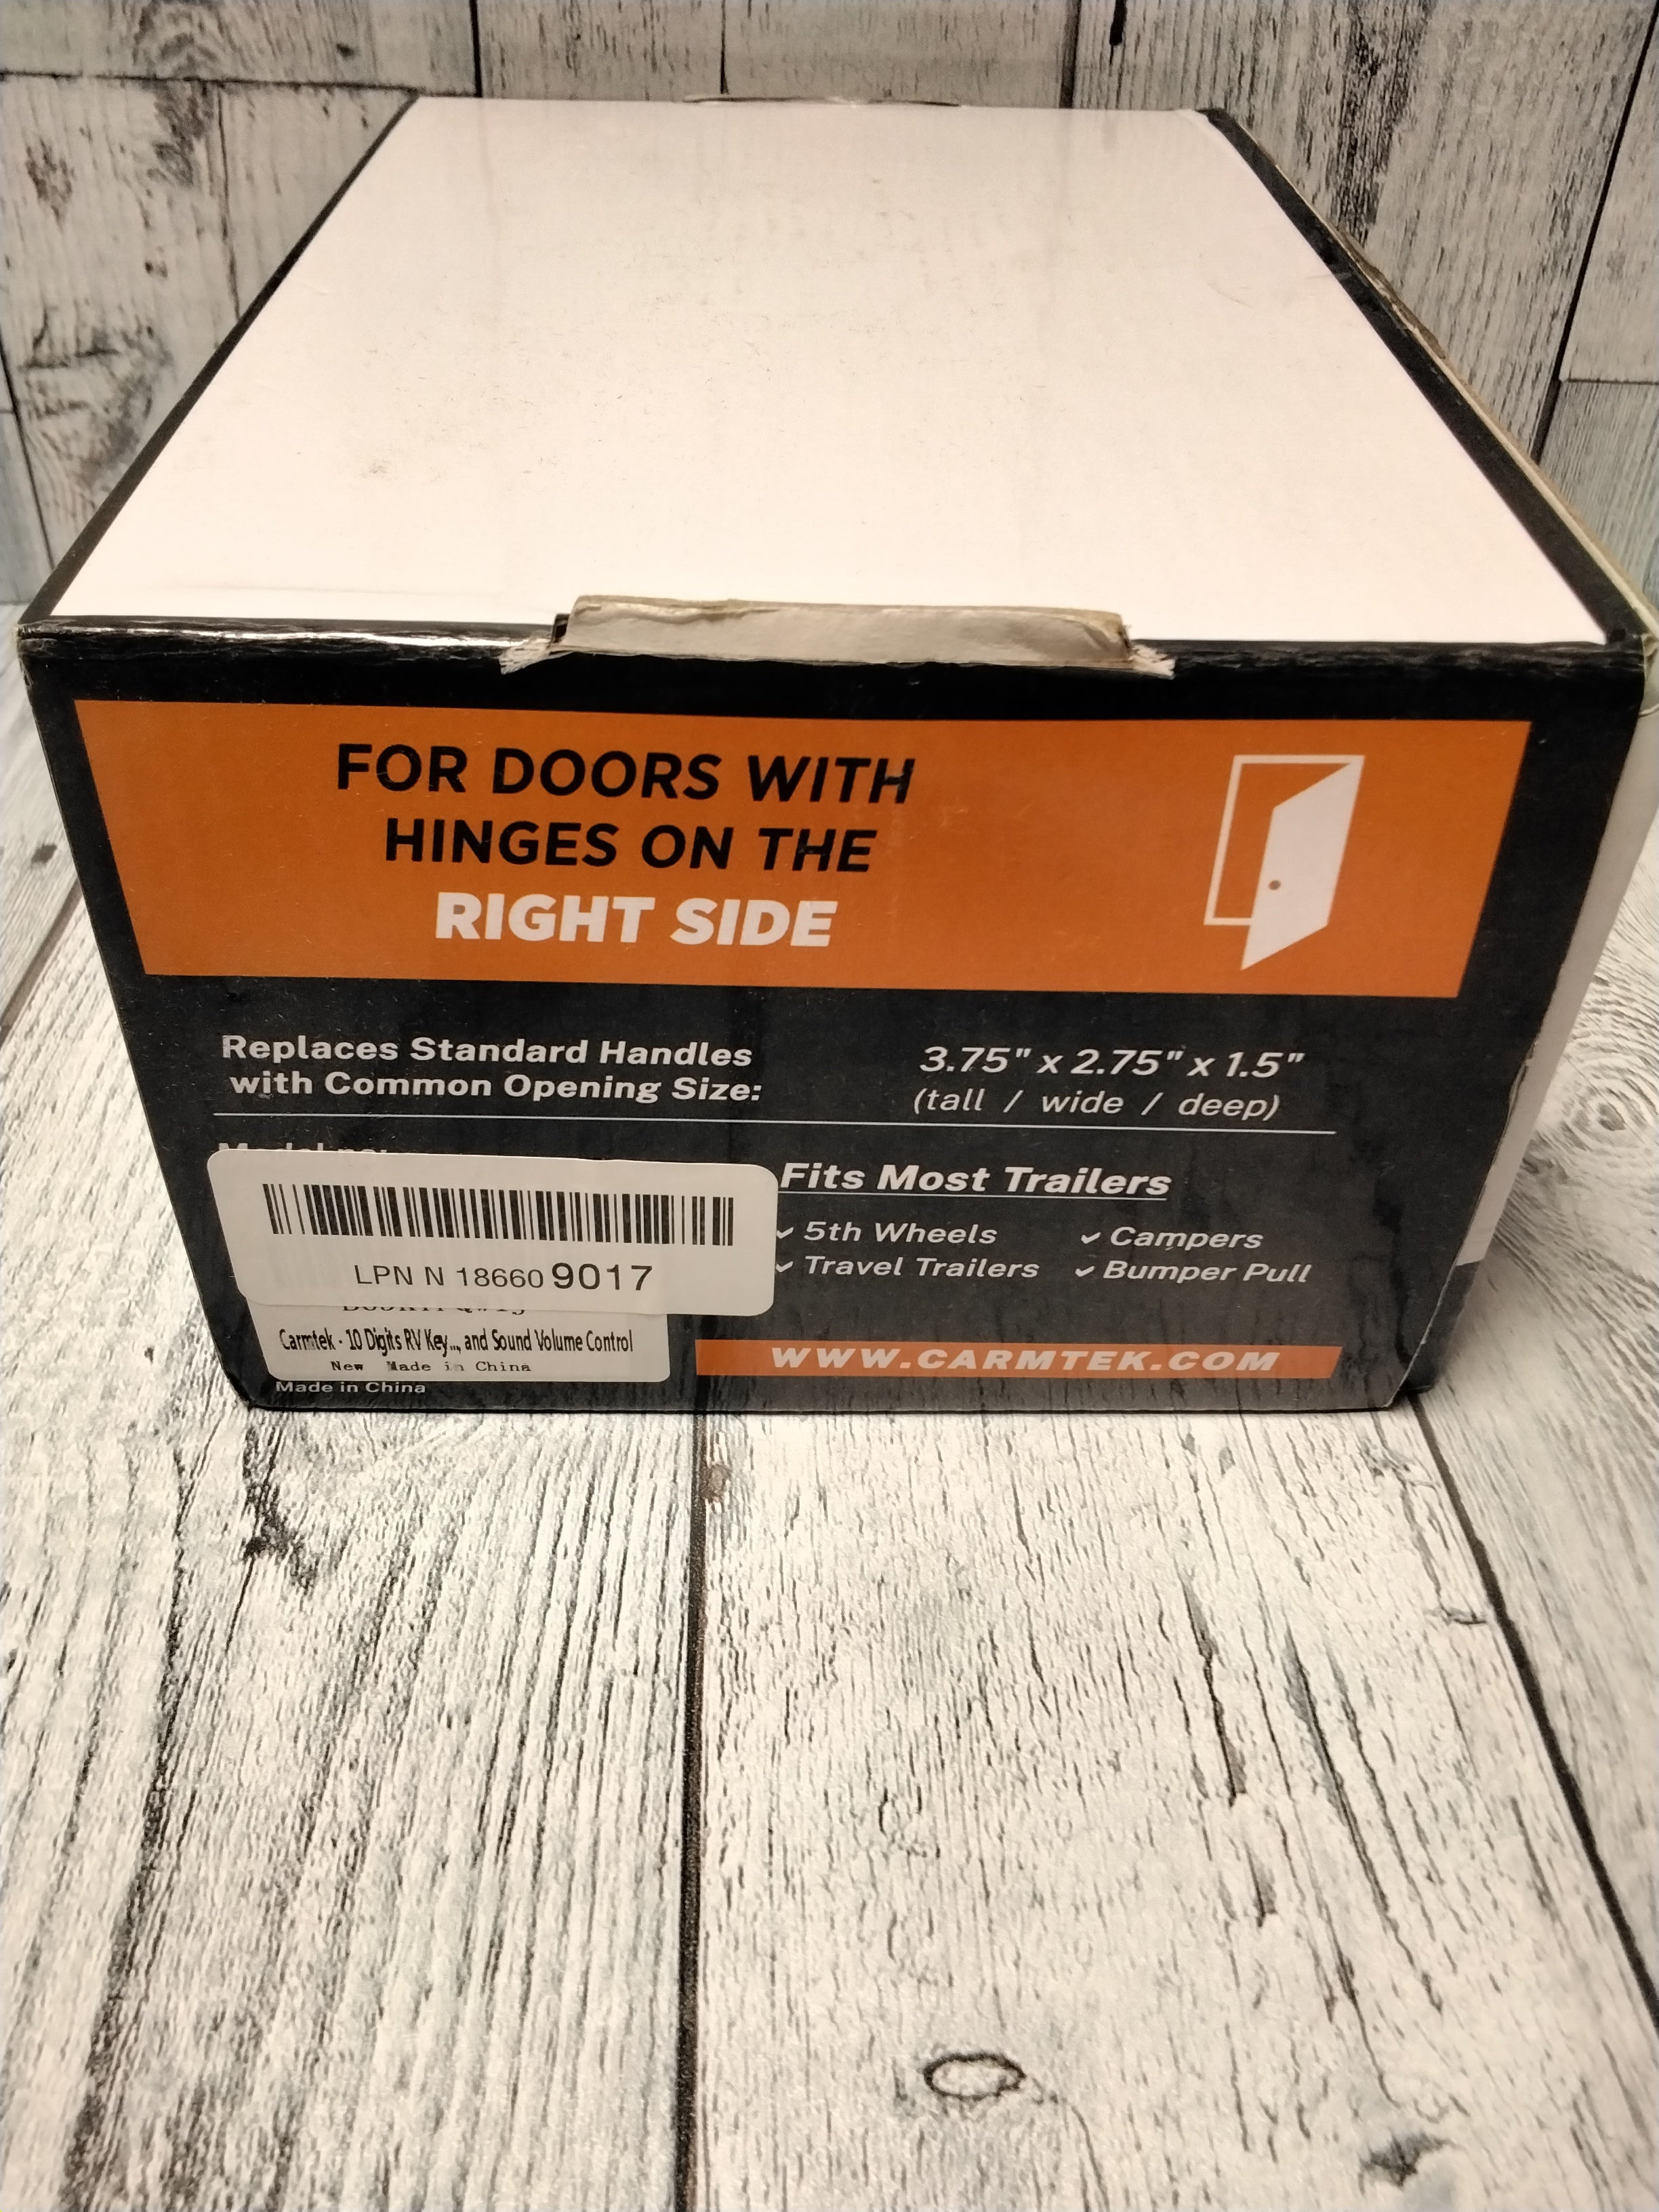 FOR DOORS WITH
HINGES ON THE
RIGHT SIDE
Replaces Standard Handles
with Common Opening Size:
3.75" x 2.75" x 1.5"
(tall / wide / deep)
Fits Most Trailers
✓ 5th Wheels
✓ Campers
✓ Travel Trailers
✓ Bumper Pull
LPN N 18660 9017
Carmtek - 10 Digits RV Key..., and Sound Volume Control
New Made in China
Made in China
WWW.CARMTEK.COM